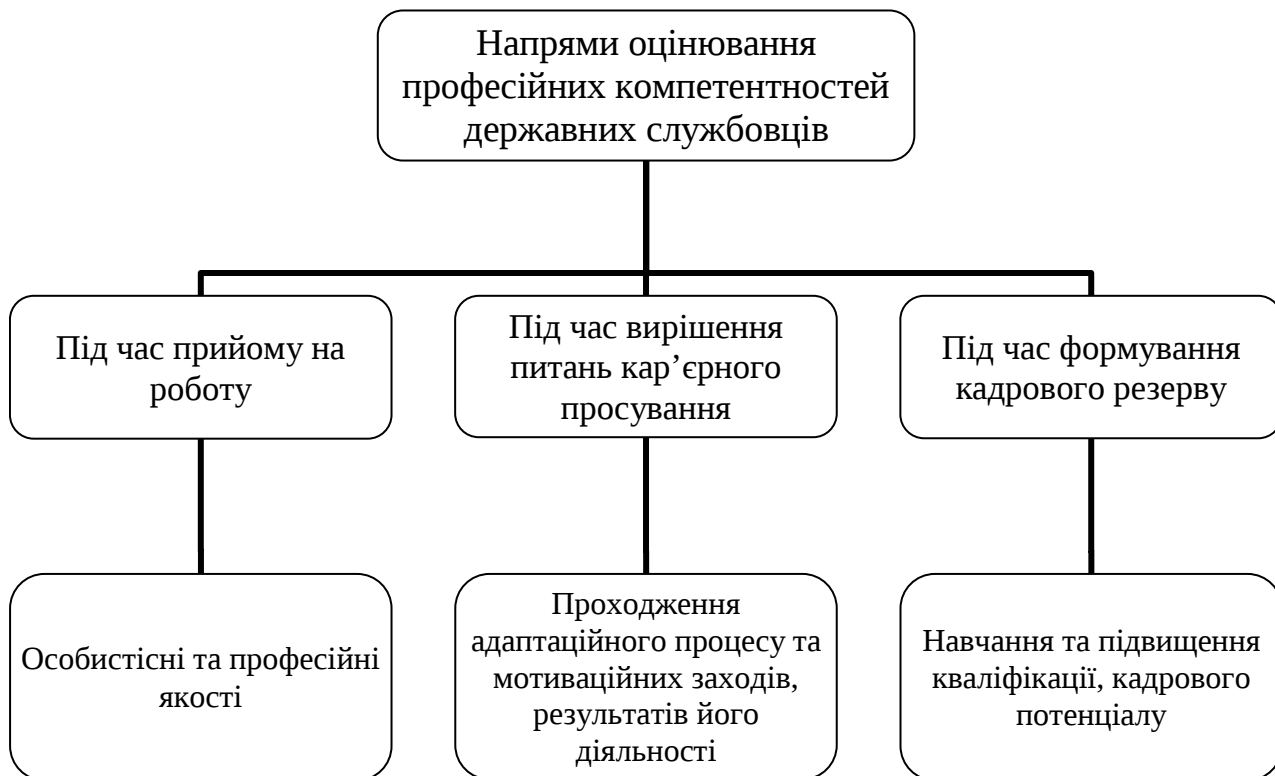 Напрями оцінювання
професійних компетентностей
державних службовців
Під час прийому на
роботу
Під час вирішення
питань кар’єрного
просування
Під час формування
кадрового резерву
Особистісні та професійні
якості
Проходження
адаптаційного процесу та
мотиваційних заходів,
результатів його
діяльності
Навчання та підвищення
кваліфікації, кадрового
потенціалу